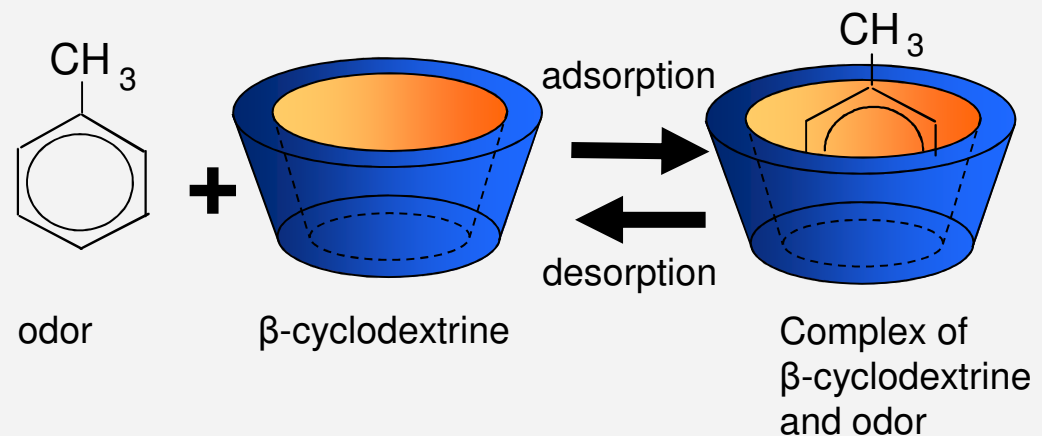 CH3
+
adsorption
CH3
desorption
odor
β-cyclodextrine
Complex of
β-cyclodextrine
and odor